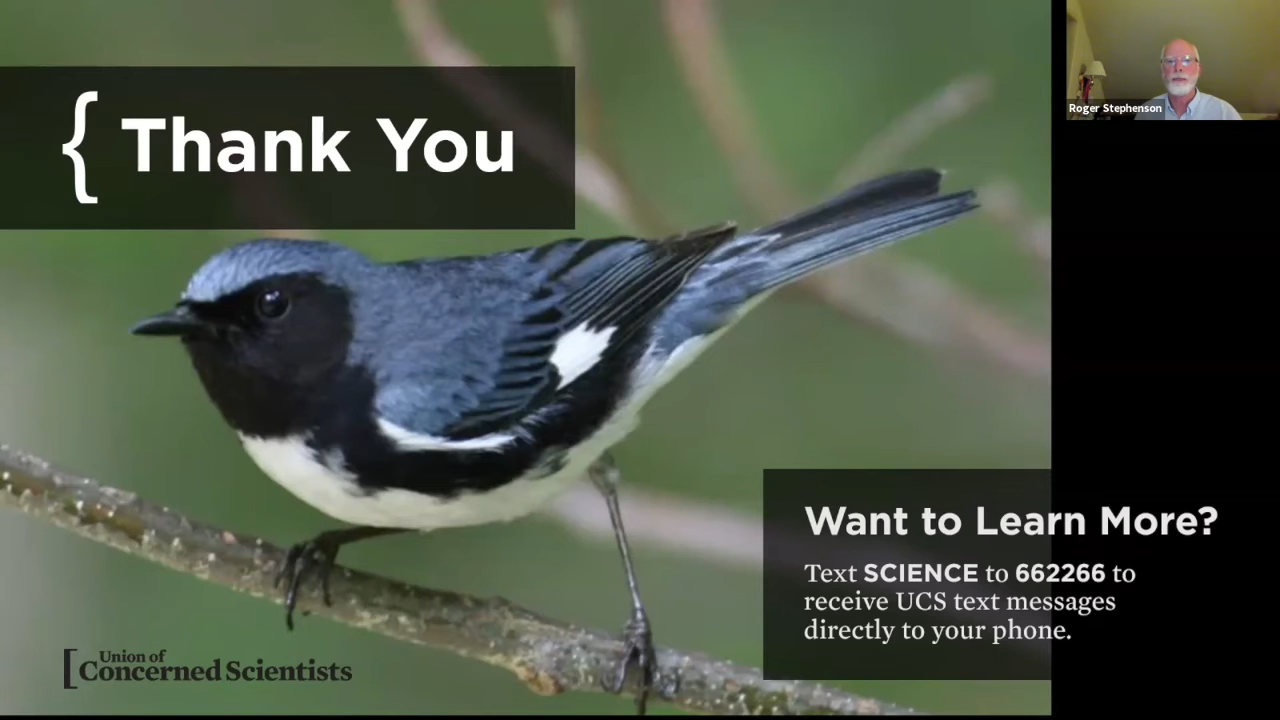 { Thank You
Roger Stephenson
Want to Learn More?
Text SCIENCE to 662266 to
receive UCS text messages
directly to your phone.
[Union of
Concerned Scientists